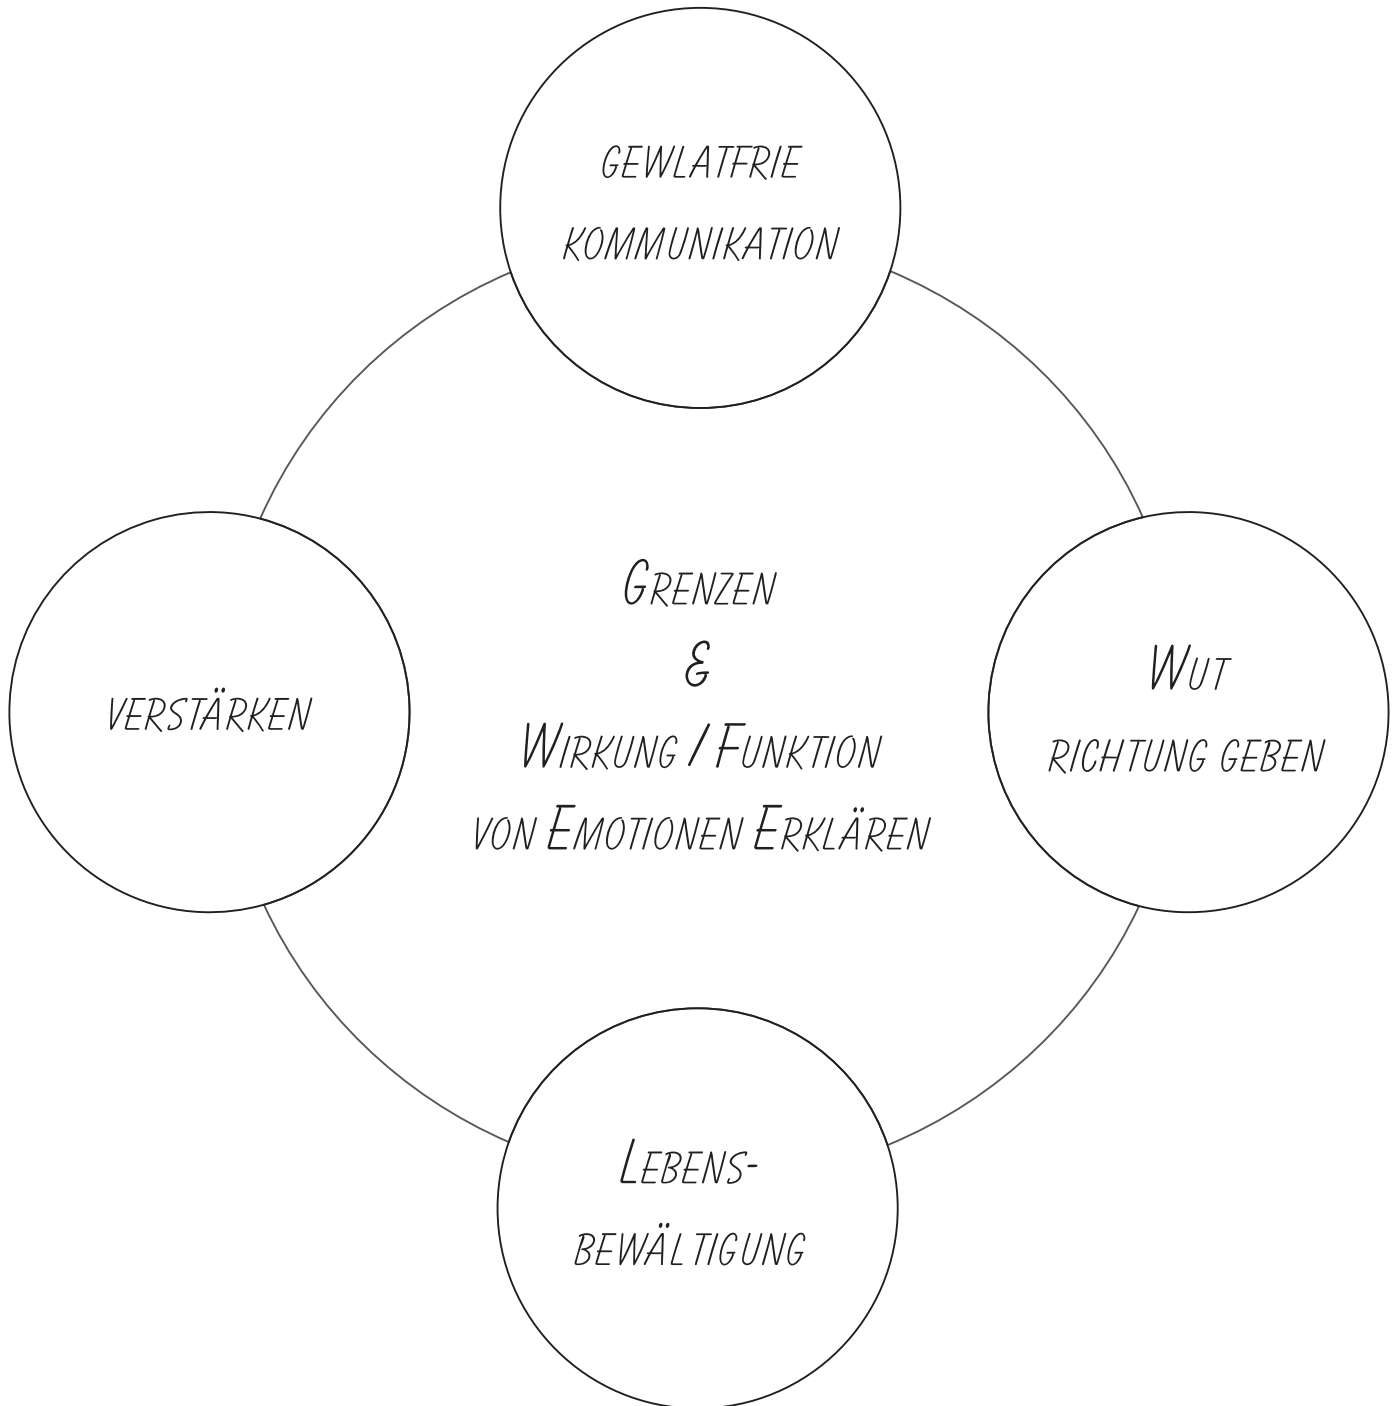 GEWLATFRIE
KOMMUNIKATION
GRENZEN
&
WIRKUNG / FUNKTION
VON EMOTIONEN ERKLÄREN
WUT
RICHTUNG GEBEN
VERSTÄRKEN
LEBENS-
BEWÄLTIGUNG